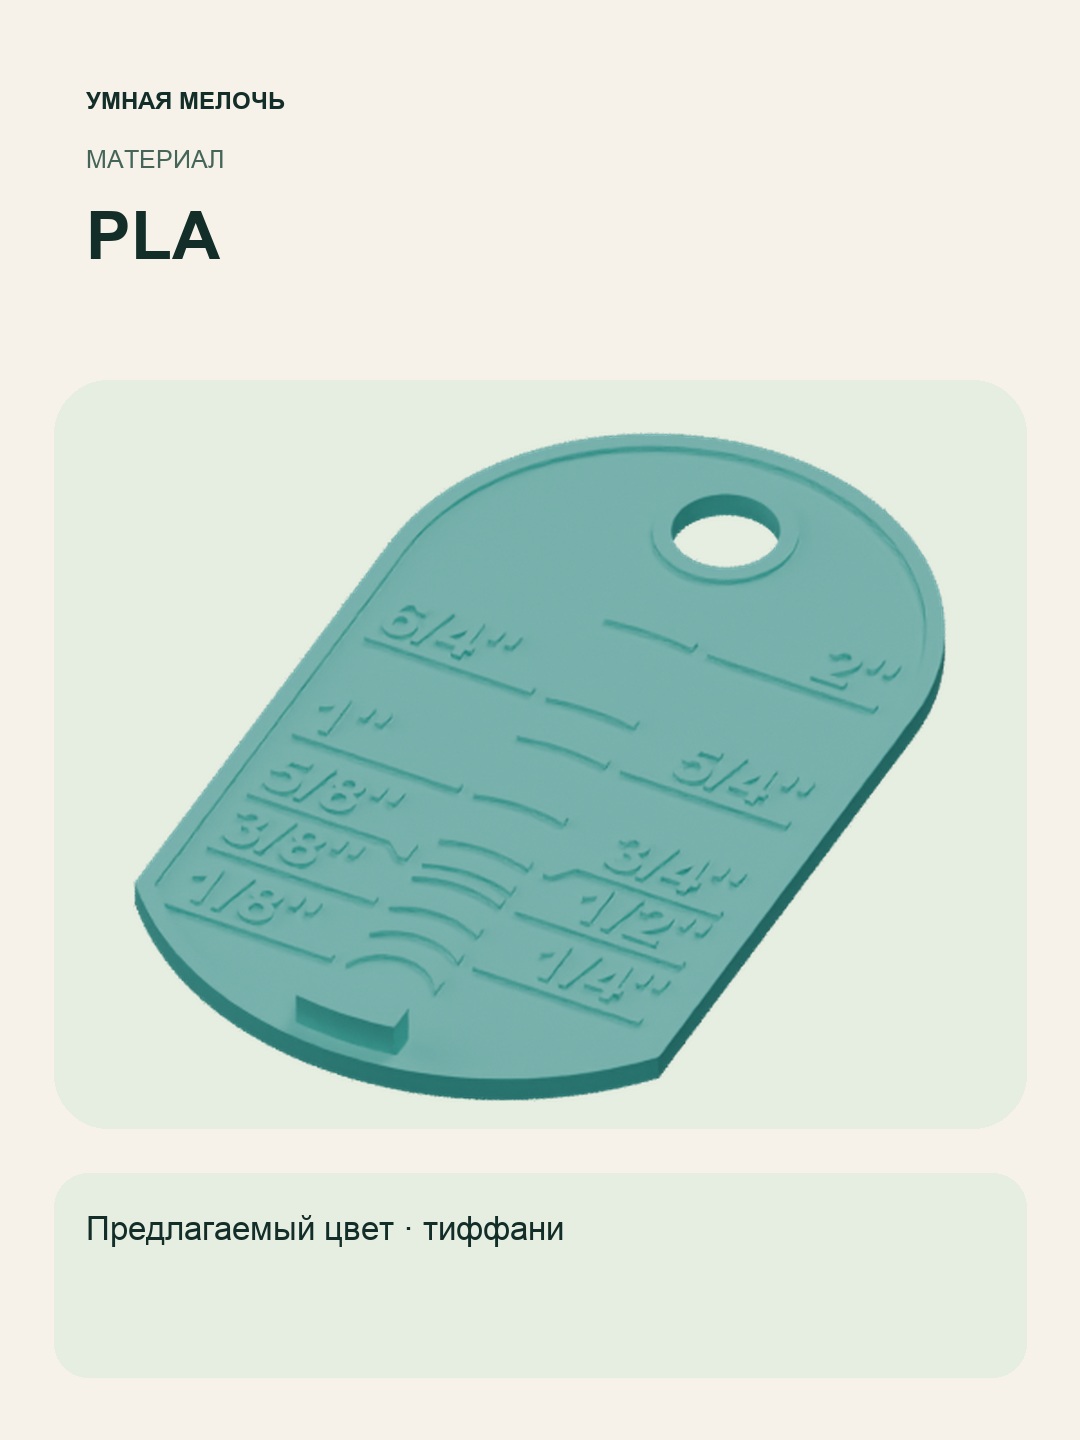 УМНАЯ МЕЛОЧЬ
МАТЕРИАЛ
PLA
6/4"
2"
1"
5/4"
5/8"
3/4"
3/8"
1/2"
1/8"
1/4"
Предлагаемый цвет · тиффани